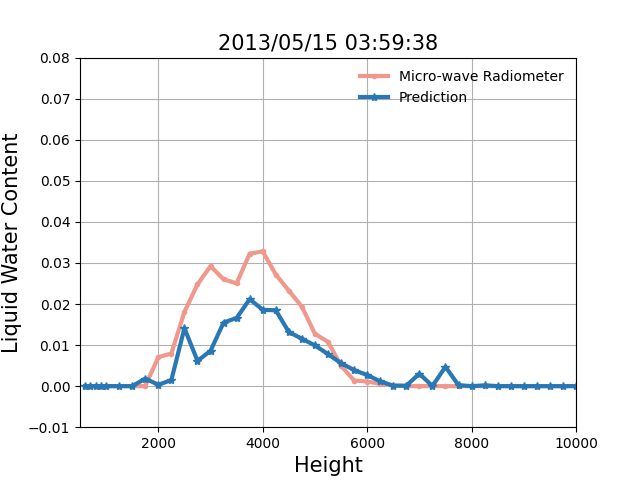 2013/05/15 03:59:38
0.08
0.07
0.06
0.05
0.04
0.03
0.02
0.01
0.00
−0.01
Liquid Water Content
Micro-wave Radiometer
Prediction
2000 4000 6000 8000 10000
Height